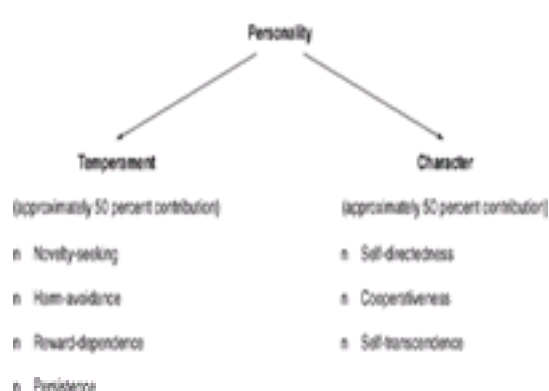 Personality
Temperament
(approximately 50 percent contribution)
n Novelty-seeking
n Harm-avoidance
n Reward-dependence
n Persistence
Character
(approximately 50 percent contribution)
n Self-directedness
n Cooperativeness
n Self-transcendence